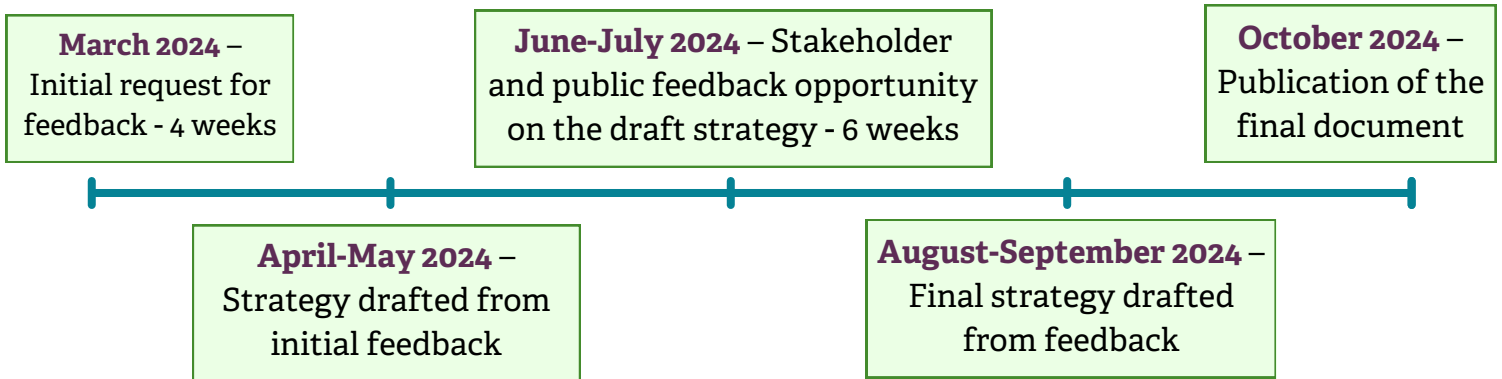 March 2024 –
Initial request for
feedback - 4 weeks
April-May 2024 –
Strategy drafted from
initial feedback
June-July 2024 – Stakeholder
and public feedback opportunity
on the draft strategy - 6 weeks
August-September 2024 –
Final strategy drafted
from feedback
October 2024 –
Publication of the
final document